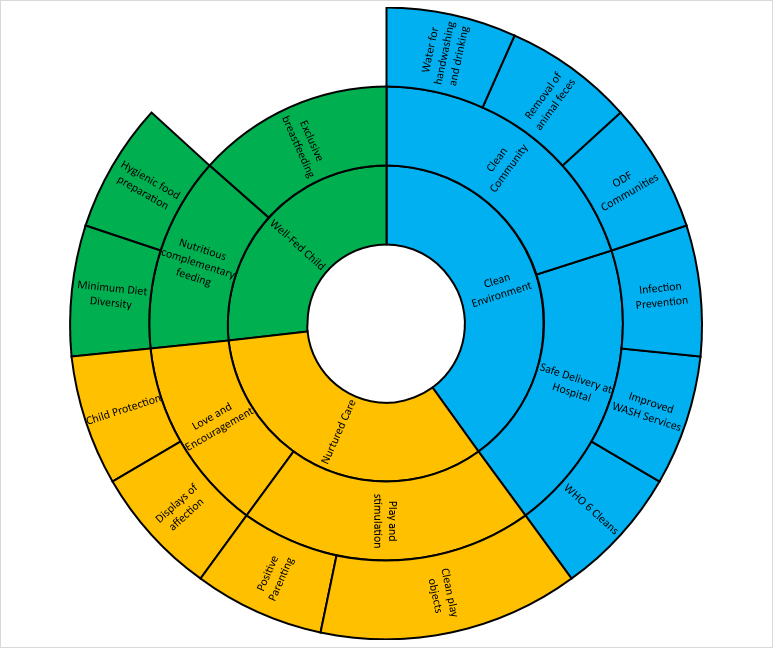 Water for
handwashing
and drinking
Removal of
animal feces
ODF
Communities
Infection
Prevention
Improved
WASH Services
WHO 6 Cleans
Clean
Community
Safe Delivery at
Hospital
Clean
Environment
Clean play
objects
Positive
Parenting
Displays of
affection
Child Protection
Play and
stimulation
Love and
Encouragement
Nurtured Care
Minimum Diet
Diversity
Hygienic food
preparation
Nutritious
complementary
feeding
Exclusive
breastfeeding
Well-Fed Child